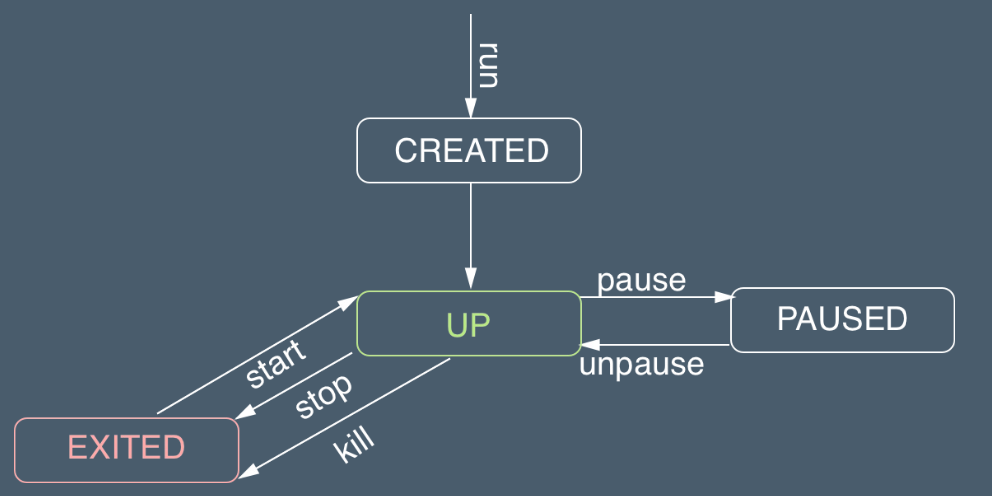 run
CREATED
pause
UP
PAUSED
unpause
start
stop
kill
EXITED